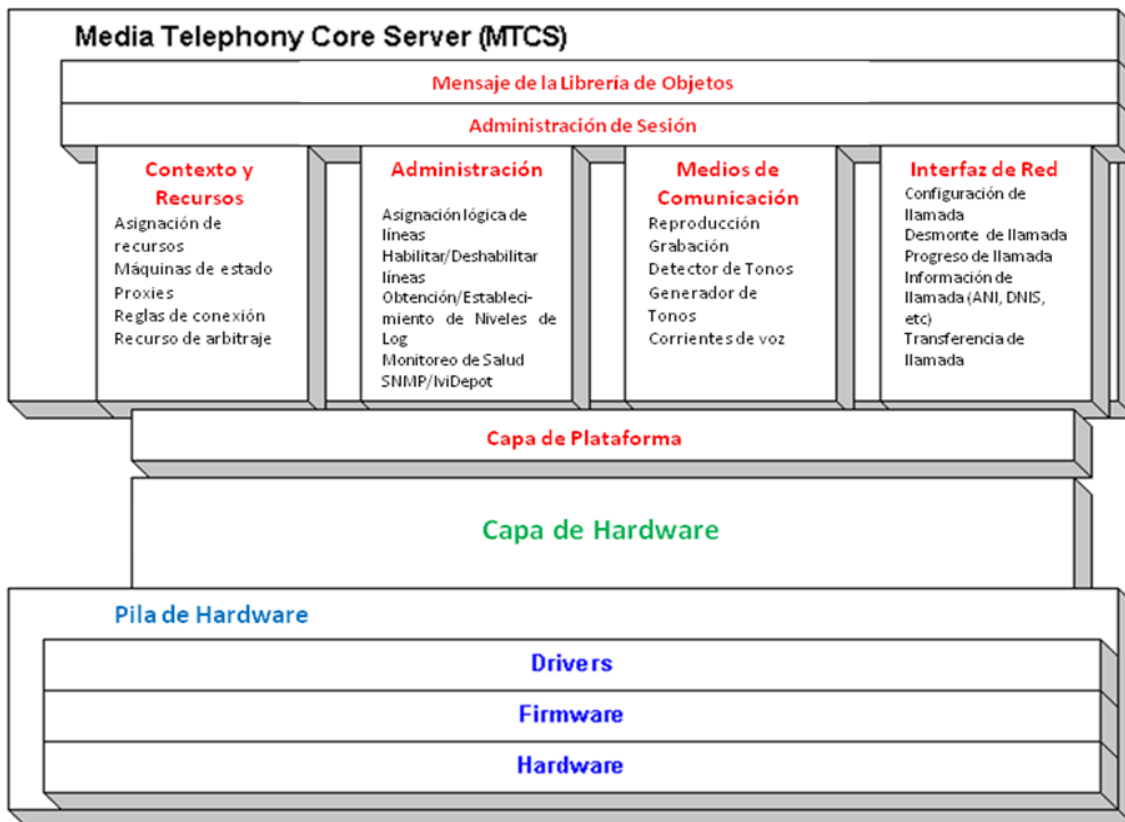 Media Telephony Core Server (MTCS)
Mensaje de la Librería de Objetos
Administración de Sesión
Contexto y
Recursos
Asignación de
recursos
Máquinas de estado
Proxies
Reglas de conexión
Recurso de arbitraje
Administración
Asignación lógica de
líneas
Habilitar/Deshabilitar
líneas
Obtención/Estableci-
miento de Niveles de
Log
Monitoreo de Salud
SNMP/IviDepot
Medios de
Comunicación
Reproducción
Grabación
Detector de Tonos
Generador de
Tonos
Corrientes de voz
Interfaz de Red
Configuración de
llamada
Desmonte de llamada
Progreso de llamada
Información de
llamada (ANI, DNIS,
etc)
Transferencia de
llamada
Capa de Plataforma
Capa de Hardware
Pila de Hardware
Drivers
Firmware
Hardware